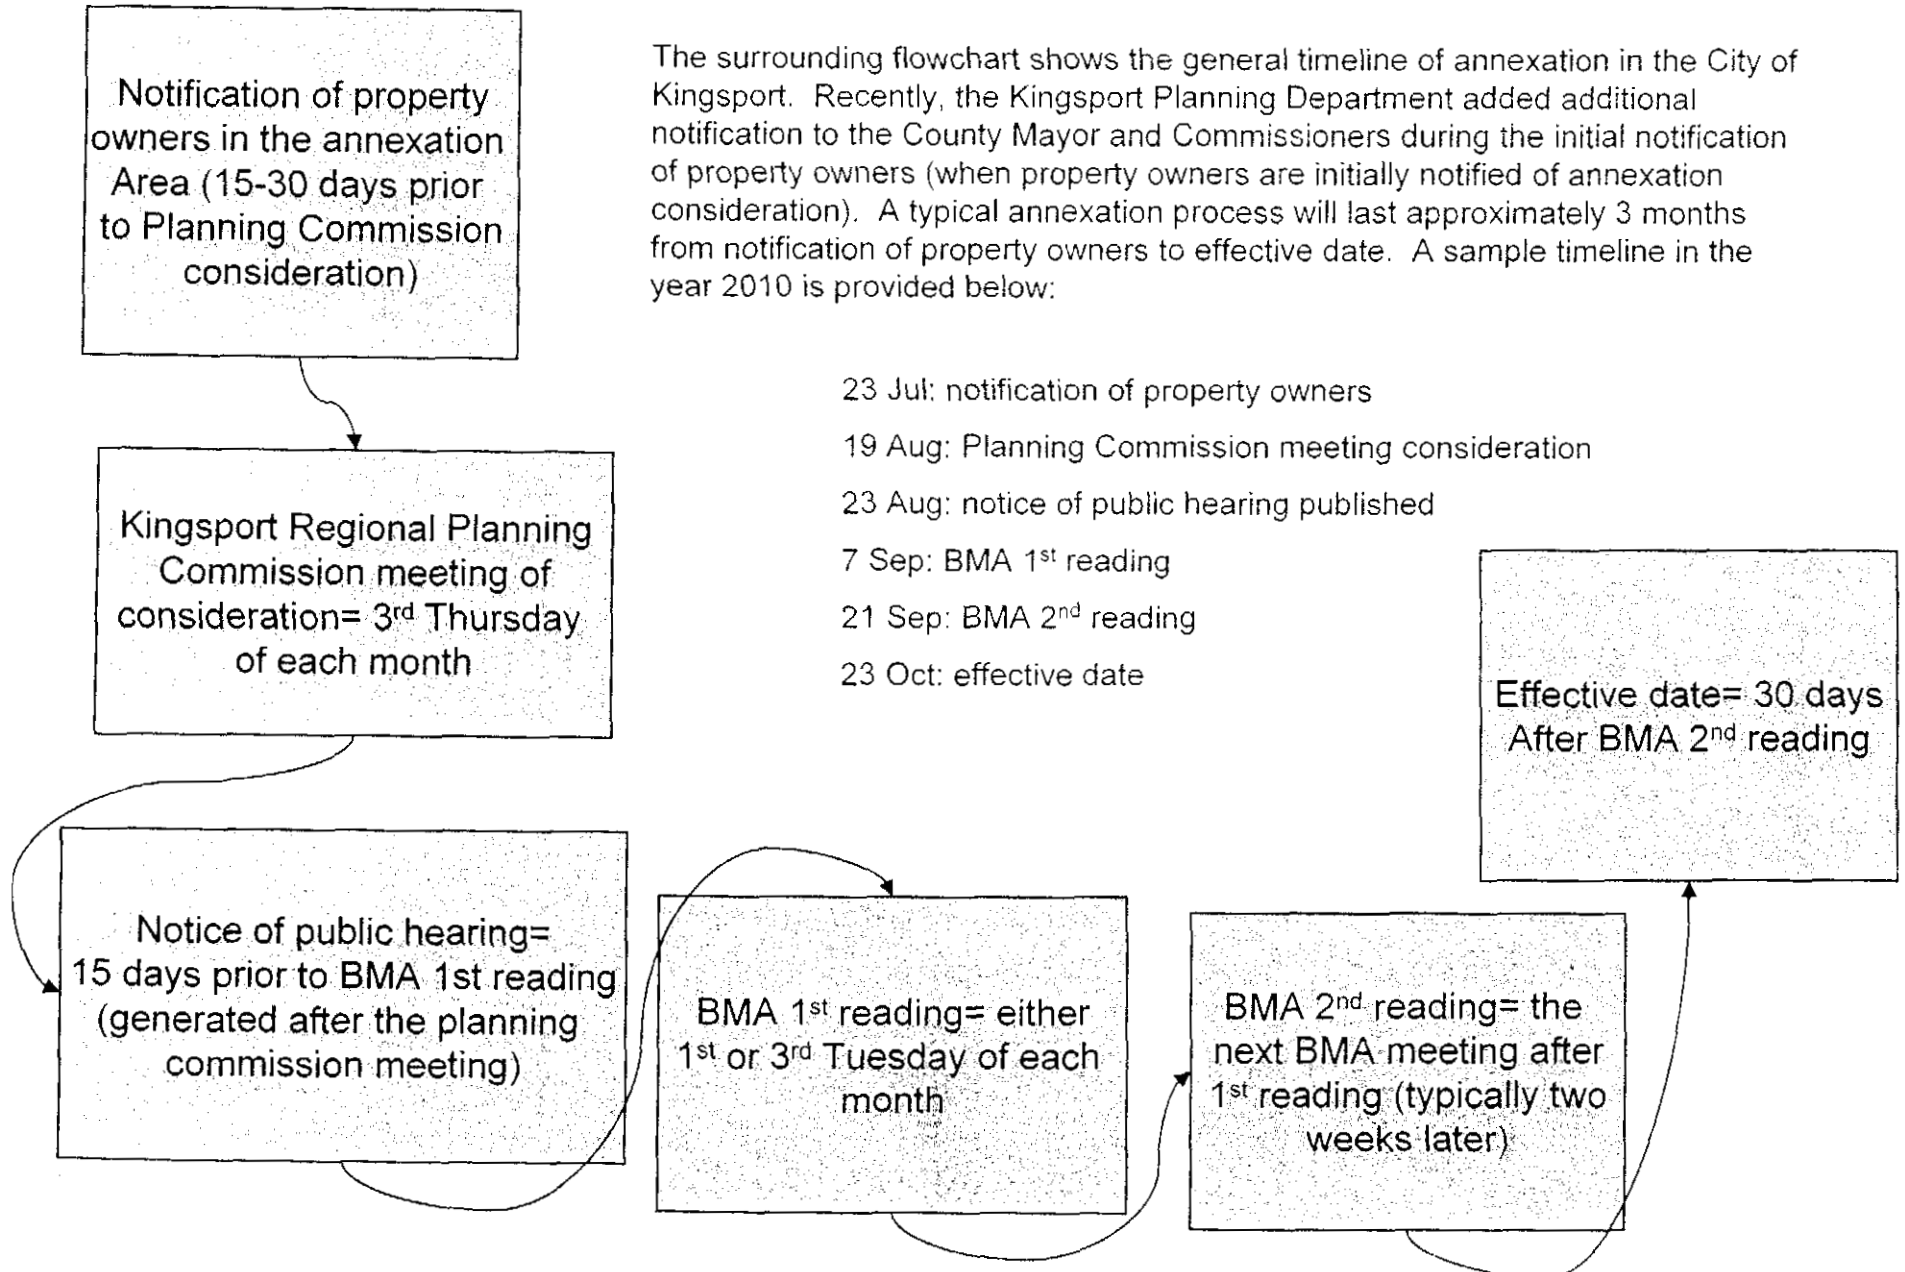 Notification of property
owners in the annexation
Area (15-30 days prior
to Planning Commission
consideration)
The surrounding flowchart shows the general timeline of annexation in the City of
Kingsport. Recently, the Kingsport Planning Department added additional
notification to the County Mayor and Commissioners during the initial notification
of property owners (when property owners are initially notified of annexation
consideration). A typical annexation process will last approximately 3 months
from notification of property owners to effective date. A sample timeline in the
year 2010 is provided below:
23 Jul: notification of property owners
19 Aug: Planning Commission meeting consideration
23 Aug: notice of public hearing published
7 Sep: BMA 1st reading
21 Sep: BMA 2nd reading
23 Oct: effective date
Kingsport Regional Planning
Commission meeting of
consideration= 3rd Thursday
of each month
Notice of public hearing=
15 days prior to BMA 1st reading
(generated after the planning
commission meeting)
BMA 1st reading= either
1st or 3rd Tuesday of each
month
BMA 2nd reading= the
next BMA meeting after
1st reading (typically two
weeks later)
Effective date= 30 days
After BMA 2nd reading